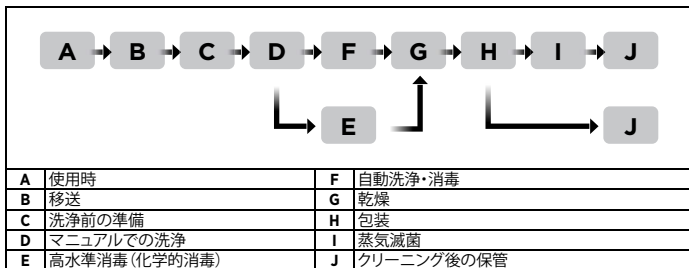 A B C D F G H I J
E J
A 使用時 F 自動洗浄・消毒
B 移送 G 乾燥
C 洗浄前の準備 H 包装
D マニュアルでの洗浄 I 蒸気滅菌
E 高水準消毒（化学的消毒） J クリーニング後の保管